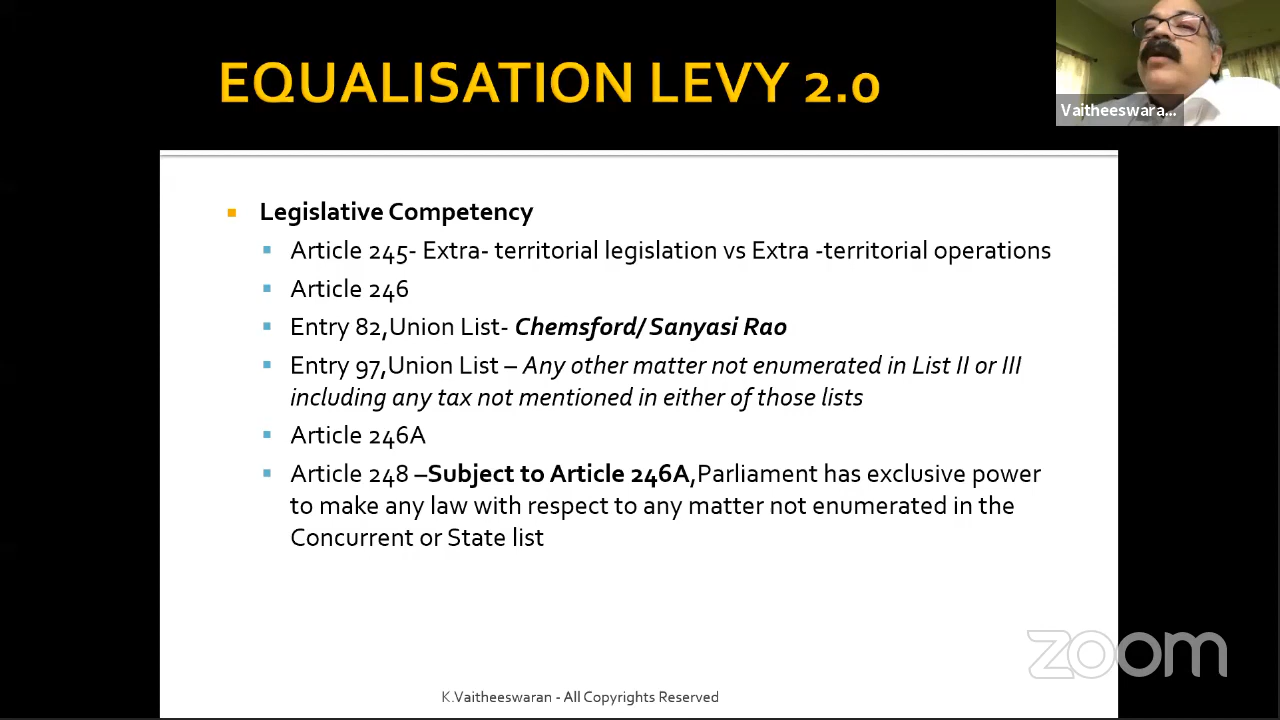 EQUALISATION LEVY 2.0
Vaitheeswara...
Legislative Competency
Article 245- Extra- territorial legislation vs Extra -territorial operations
Article 246
Entry 82,Union List- Chemsford/ Sanyasi Rao
Entry 97,Union List – Any other matter not enumerated in List II or III
including any tax not mentioned in either of those lists
Article 246A
Article 248 –Subject to Article 246A,Parliament has exclusive power
to make any law with respect to any matter not enumerated in the
Concurrent or State list
zoom
K.Vaitheeswaran - All Copyrights Reserved